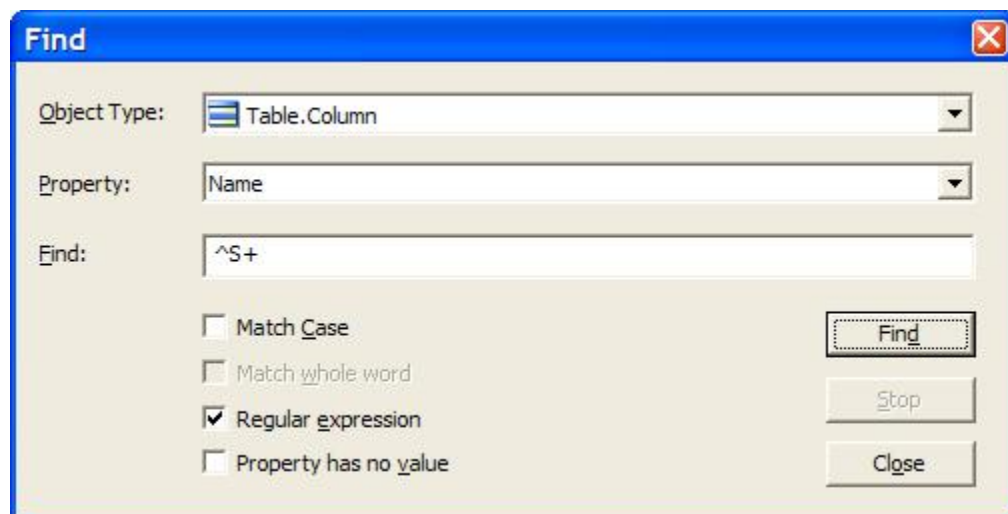 Find
Object Type: Table.Column
Property: Name
Find: ^S+
Match Case
Find
Match whole word
Stop
Regular expression
Property has no value
Close